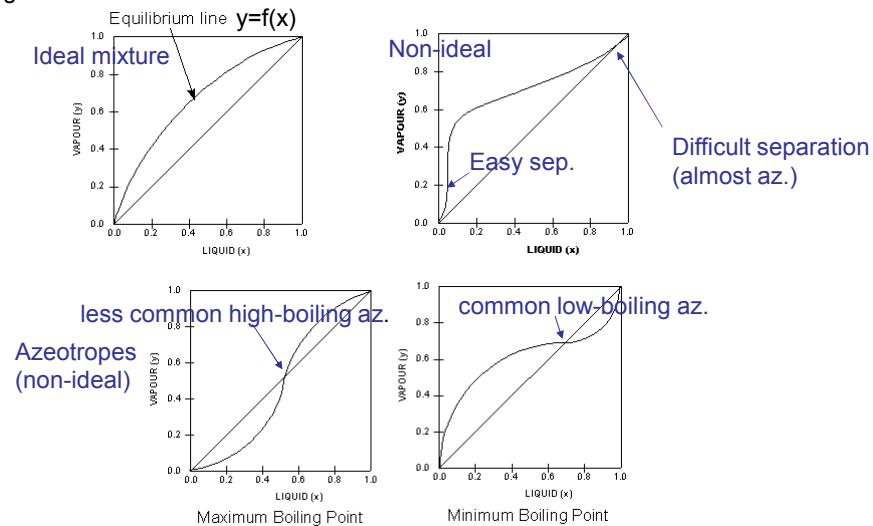 Equilibrium line y=f(x)
Ideal mixture
1.0
0.8
0.6
0.4
0.2
0.0
VAPOUR (y)
0.0 0.2 0.4 0.6 0.8 1.0
LIQUID (x)
Non-ideal
1.0
0.8
0.6
0.4
0.2
0.0
VAPOUR (y)
Easy sep.
Difficult separation
(almost az.)
0.0 0.2 0.4 0.6 0.8 1.0
LIQUID (x)
less common high-boiling az.
Azeotropes
(non-ideal)
1.0
0.8
0.6
0.4
0.2
0.0
VAPOUR (y)
0.0 0.2 0.4 0.6 0.8 1.0
LIQUID (x)
Maximum Boiling Point
common low-boiling az.
1.0
0.8
0.6
0.4
0.2
0.0
VAPOUR (y)
0.0 0.2 0.4 0.6 0.8 1.0
LIQUID (x)
Minimum Boiling Point